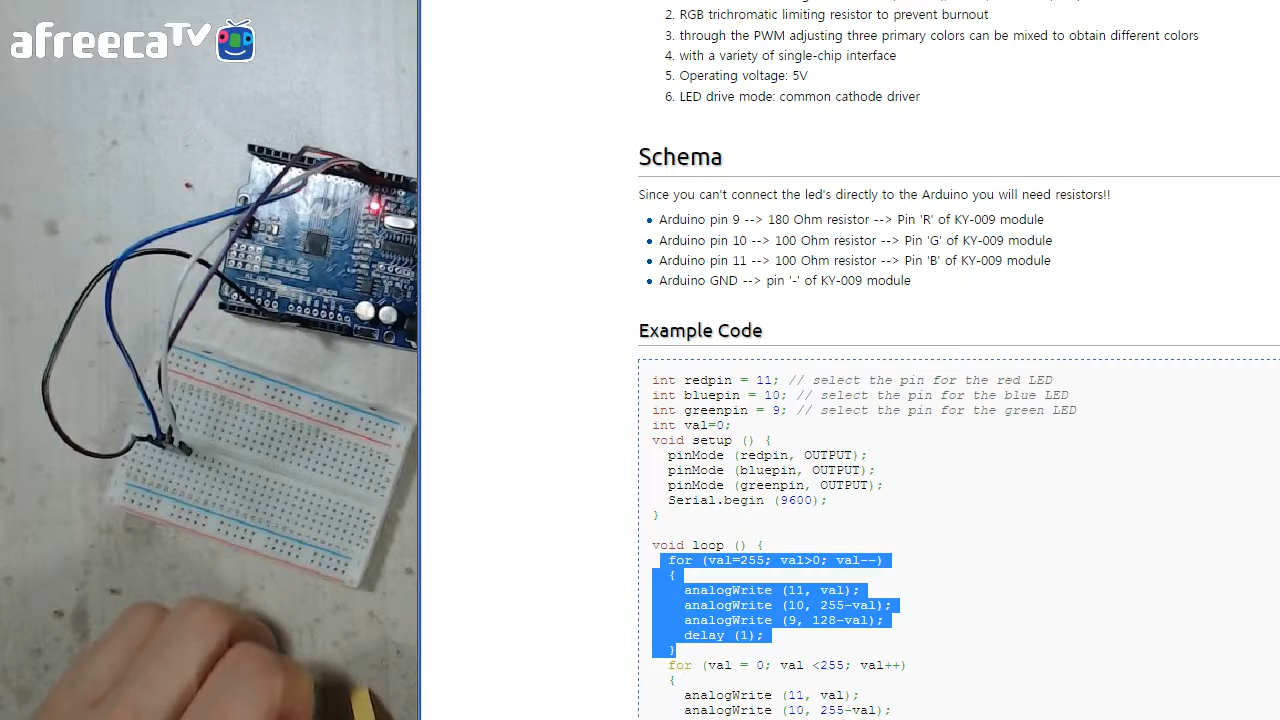 afreecaTV
2. RGB trichromatic limiting resistor to prevent burnout
3. through the PWM adjusting three primary colors can be mixed to obtain different colors
4. with a variety of single-chip interface
5. Operating voltage: 5V
6. LED drive mode: common cathode driver
Schema
Since you can't connect the led's directly to the Arduino you will need resistors!!
Arduino pin 9 --> 180 Ohm resistor --> Pin 'R' of KY-009 module
Arduino pin 10 --> 100 Ohm resistor --> Pin 'G' of KY-009 module
Arduino pin 11 --> 100 Ohm resistor --> Pin 'B' of KY-009 module
Arduino GND --> pin '-' of KY-009 module
Example Code
int redpin = 11; // select the pin for the red LED
int bluepin = 10; // select the pin for the blue LED
int greenpin = 9; // select the pin for the green LED
int val=0;
void setup () {
pinMode (redpin, OUTPUT);
pinMode (bluepin, OUTPUT);
pinMode (greenpin, OUTPUT);
Serial.begin (9600);
}
void loop () {
for (val=255; val>0; val--)
{
analogWrite (11, val);
analogWrite (10, 255-val);
analogWrite (9, 128-val);
delay (1);
}
for (val = 0; val <255; val++)
{
analogWrite (11, val);
analogWrite (10, 255-val);